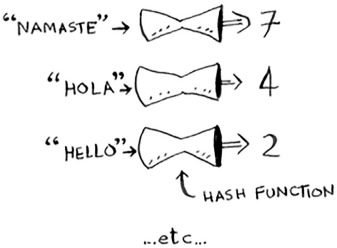 “NAMASTE” → ⇒ 7
“HOLA” → ⇒ 4
“HELLO” → ⇒ 2
HASH FUNCTION
...etc...